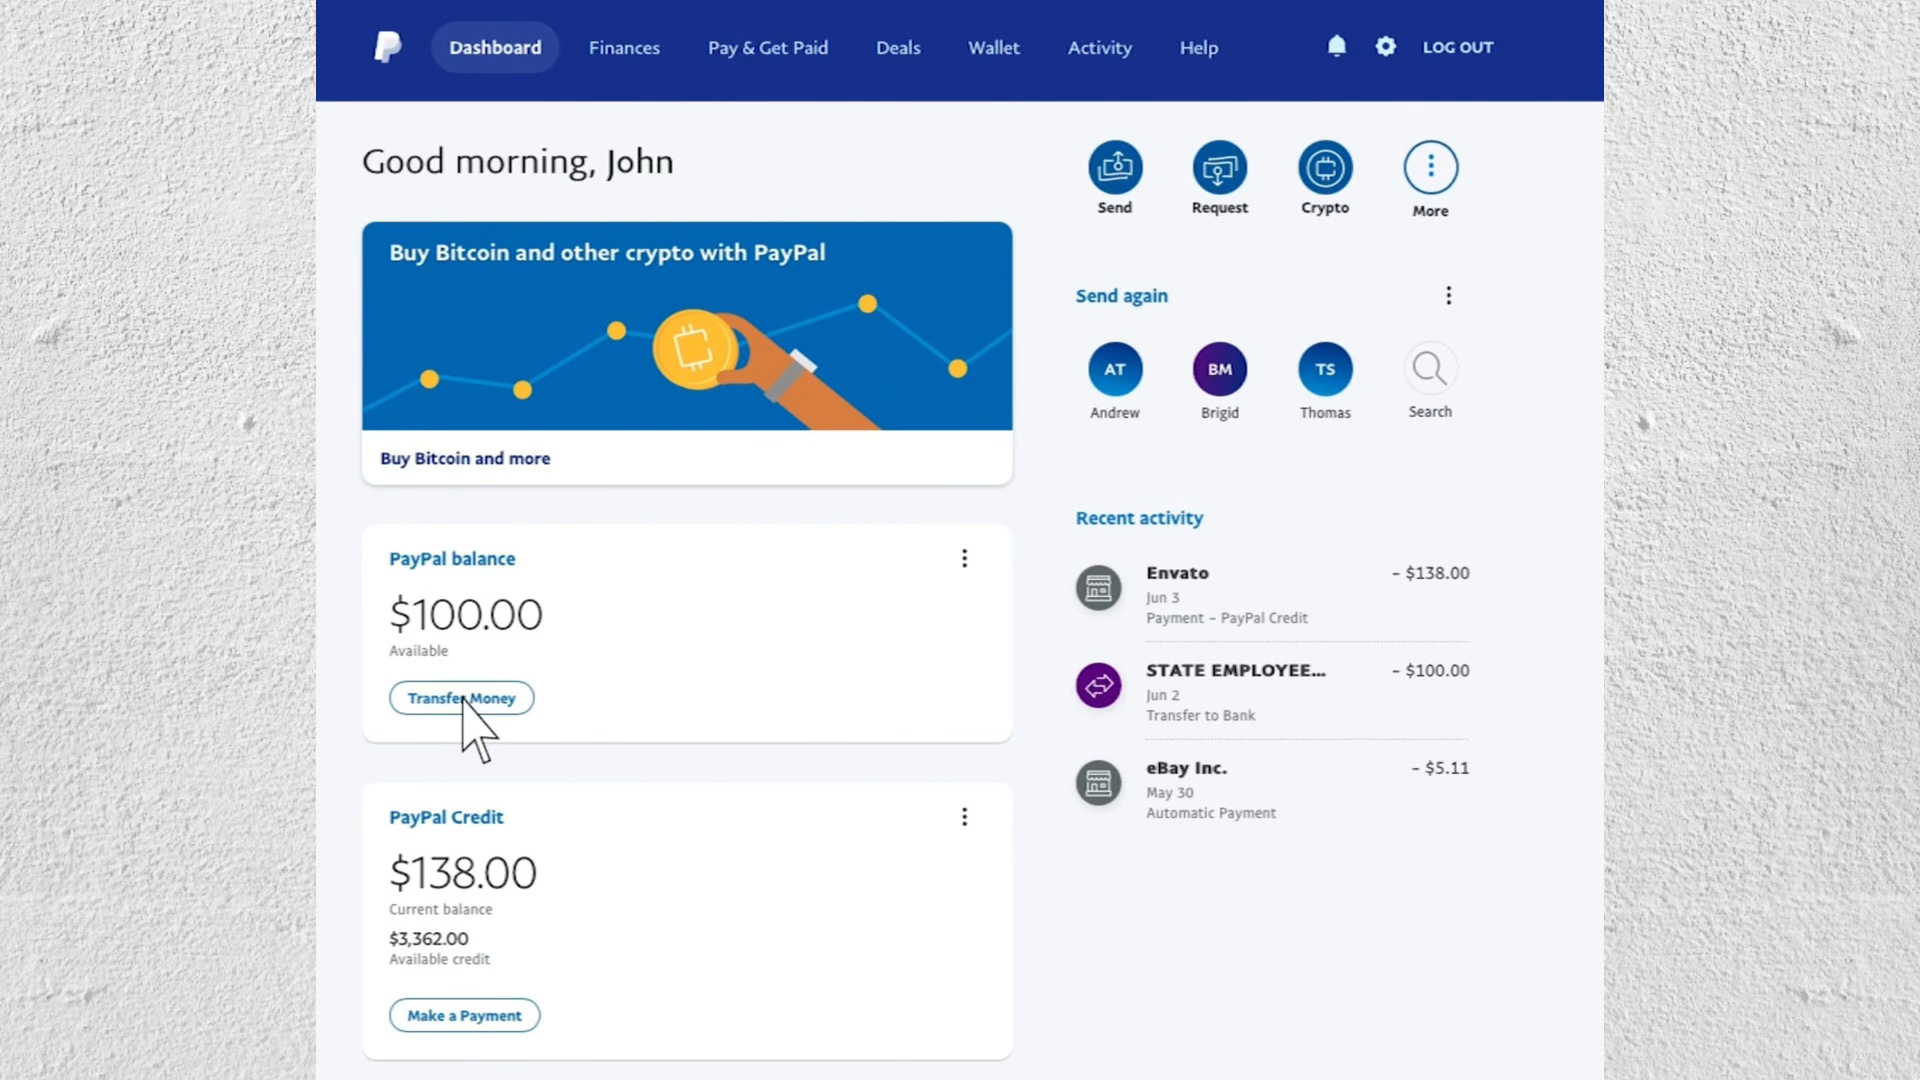 Dashboard
Finances
Pay & Get Paid
Deals
Wallet
Activity
Help
LOG OUT
Good morning, John
Buy Bitcoin and other crypto with PayPal
Buy Bitcoin and more
PayPal balance
$100.00
Available
Transfer Money
PayPal Credit
$138.00
Current balance
$3,362.00
Available credit
Make a Payment
Send
Request
Crypto
More
Send again
AT
BM
TS
Andrew
Brigid
Thomas
Search
Recent activity
Envato - $138.00
Jun 3
Payment - PayPal Credit
STATE EMPLOYEE... - $100.00
Jun 2
Transfer to Bank
eBay Inc. - $5.11
May 30
Automatic Payment